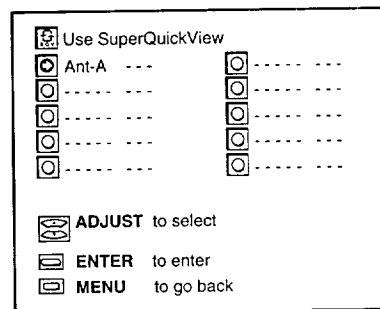 Use SuperQuickView
Ant-A - - - - - - - - - - -
- - - - - - - - - - - - - - - -
- - - - - - - - - - - - - - - -
- - - - - - - - - - - - - - - -
- - - - - - - - - - - - - - - -
ADJUST to select
ENTER to enter
MENU to go back